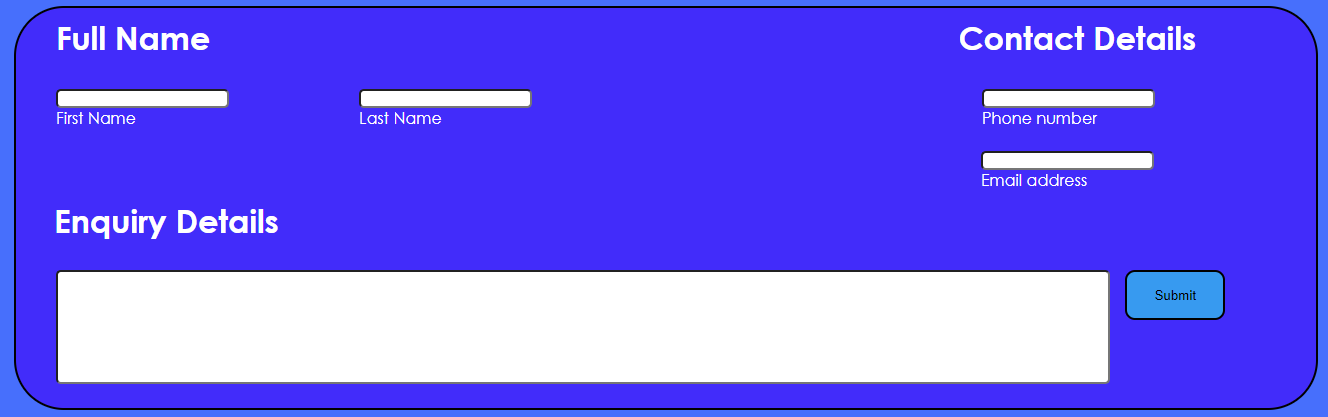 Full Name
Contact Details
First Name
Last Name
Phone number
Email address
Enquiry Details
Submit